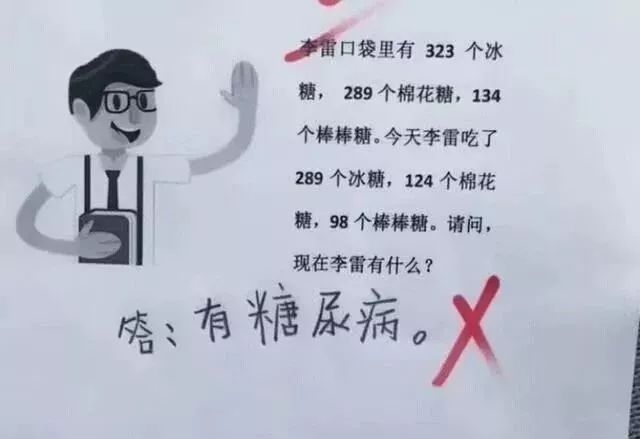 李雷口袋里有 323 个冰
糖， 289 个棉花糖，134
个棒棒糖。今天李雷吃了
289 个冰糖，124 个棉花
糖，98 个棒棒糖。请问，
现在李雷有什么？
答：有糖尿病。